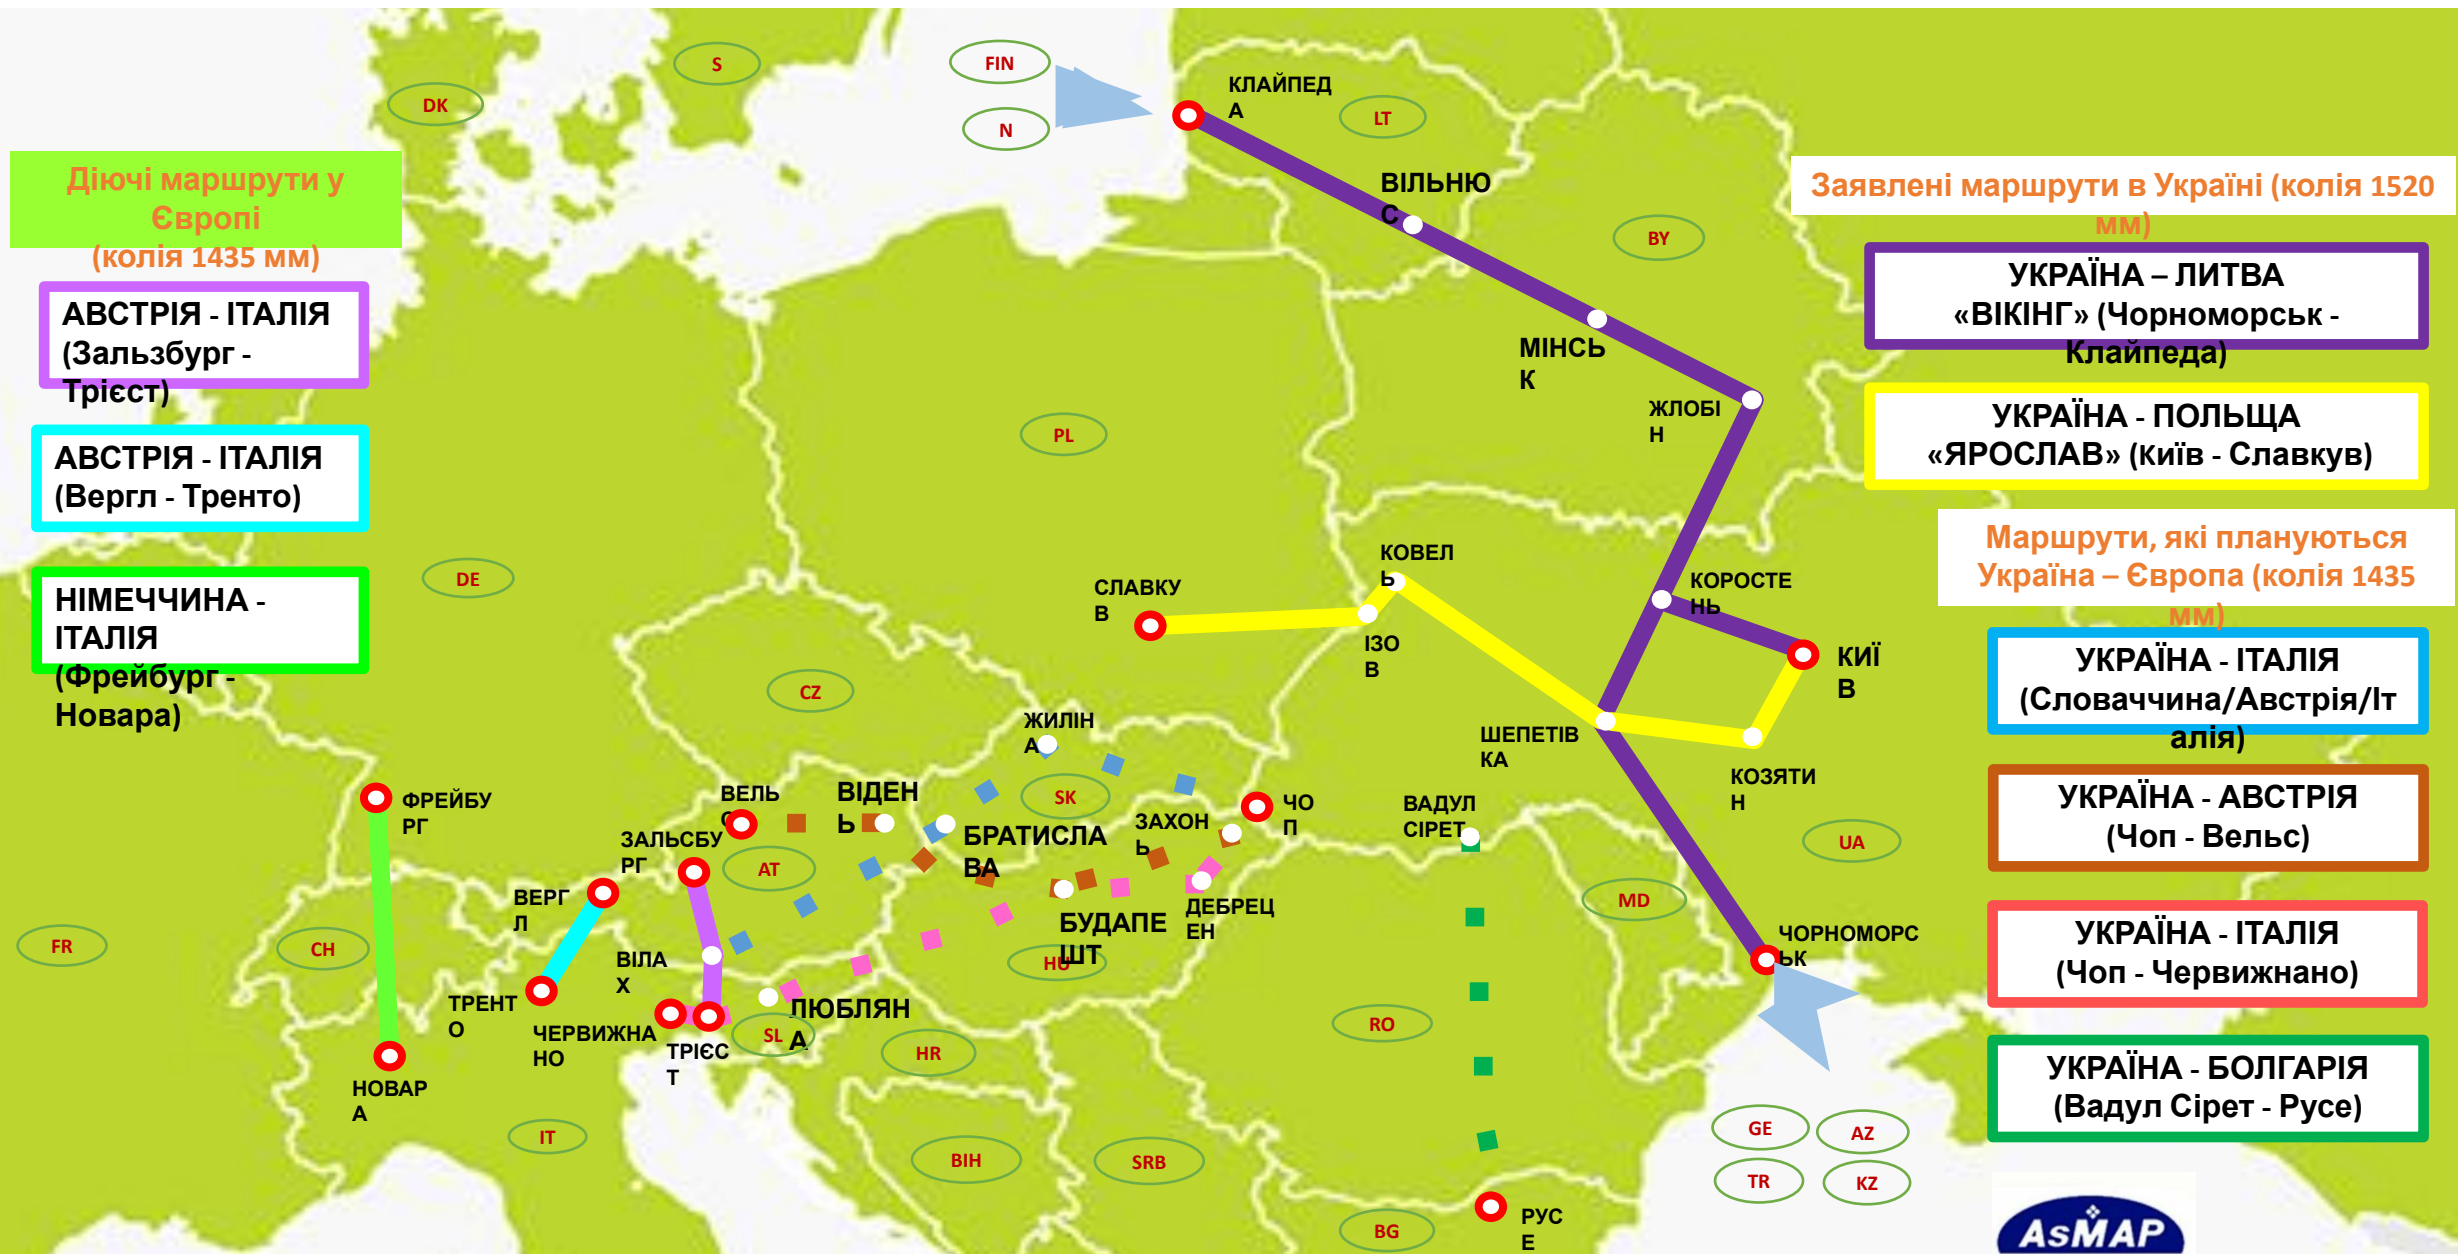 FIN
S
DK
N
КЛАЙПЕД
А
LT
Діючі маршрути у
Європі
(колія 1435 мм)
ВІЛЬНЮ
С
BY
Заявлені маршрути в Україні (колія 1520
мм)
АВСТРІЯ - ІТАЛІЯ
(Зальзбург -
Трієст)
УКРАЇНА – ЛИТВА
«ВІКІНГ» (Чорноморськ -
Клайпеда)
МІНСЬ
К
ЖЛОБІ
Н
PL
АВСТРІЯ - ІТАЛІЯ
(Вергл - Тренто)
УКРАЇНА - ПОЛЬЩА
«ЯРОСЛАВ» (Київ - Славкув)
Маршрути, які плануються
Україна – Європа (колія 1435
мм)
DE
НІМЕЧЧИНА -
ІТАЛІЯ
(Фрейбург -
Новара)
СЛАВКУ
В
КОВЕЛ
Ь
ІЗО
В
КОРОСТЕ
НЬ
КИЇ
В
УКРАЇНА - ІТАЛІЯ
(Словаччина/Австрія/Іт
алія)
CZ
ЖИЛІН
А
ШЕПЕТІВ
КА
КОЗЯТИ
Н
ФРЕЙБУ
РГ
ВЕЛЬ
С
ВІДЕН
Ь
SK
БРАТИСЛА
ВА
ЗАХОН
Ь
ЧО
П
ВАДУЛ
СІРЕТ
UA
УКРАЇНА - АВСТРІЯ
(Чоп - Вельс)
ЗАЛЬСБУ
РГ
AT
ВЕРГ
Л
БУДАПЕ
ШТ
ДЕБРЕЦ
ЕН
MD
FR
CH
ВІЛА
Х
HU
ЧОРНОМОРС
ЬК
УКРАЇНА - ІТАЛІЯ
(Чоп - Червижнано)
ТРЕНТ
О
ЧЕРВИЖНА
НО
ТРІЄС
Т
SL
ЛЮБЛЯН
А
HR
RO
НОВАР
А
УКРАЇНА - БОЛГАРІЯ
(Вадул Сірет - Русе)
IT
BIH
SRB
GE
AZ
TR
KZ
BG
РУС
Е
AsMAP